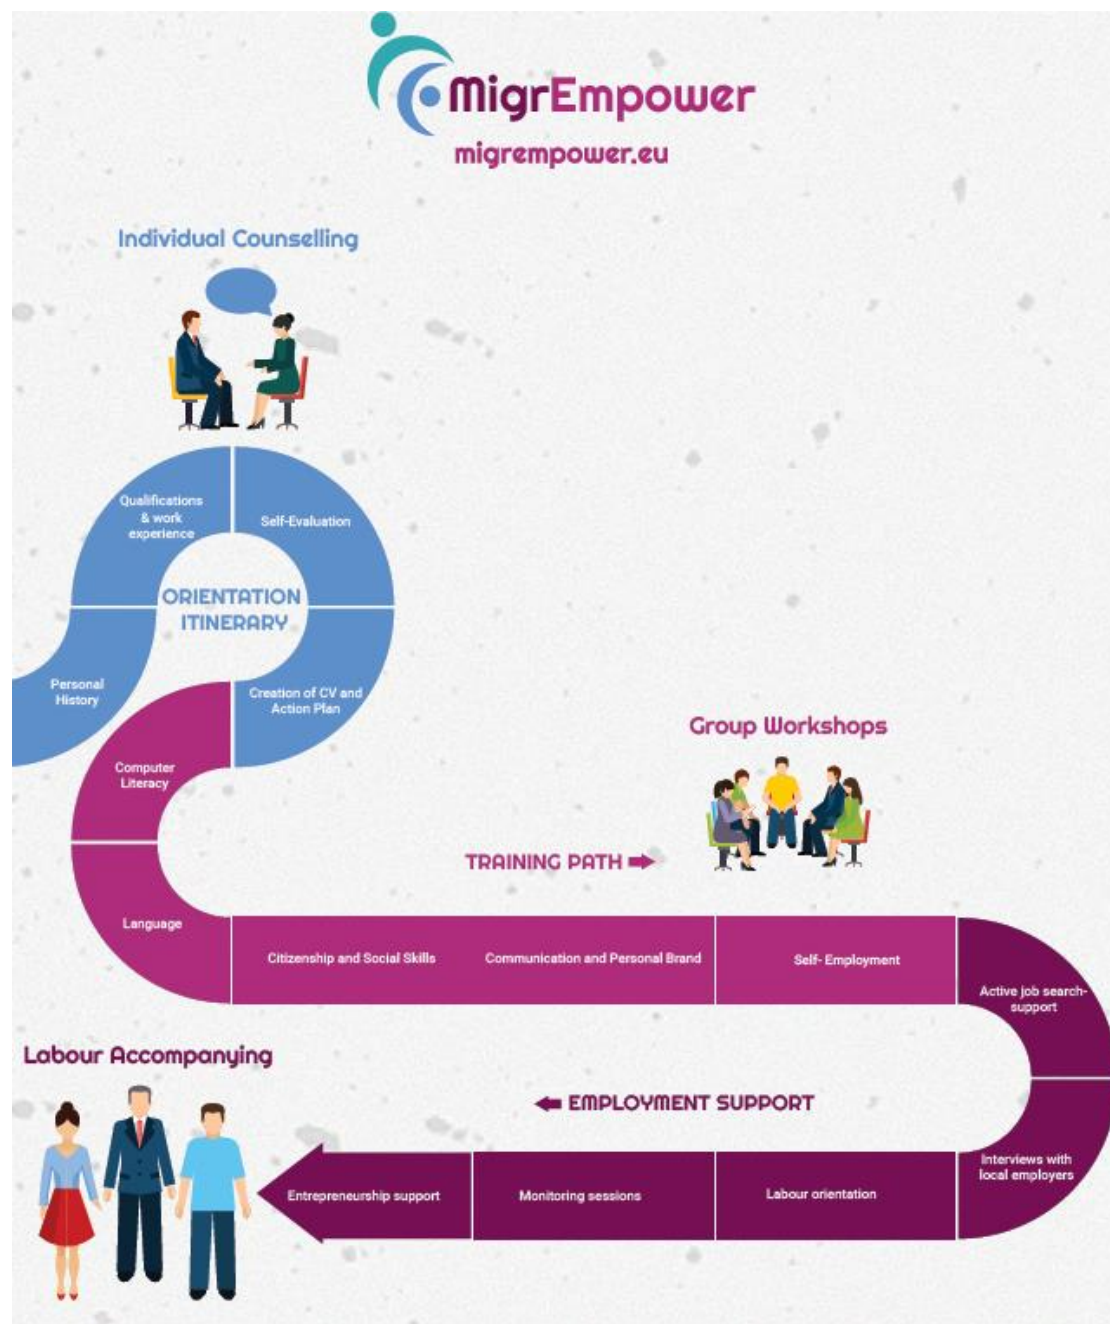 MigrEmpower
migrempower.eu
Individual Counselling
Qualifications
& work
experience
Self-Evaluation
ORIENTATION
ITINERARY
Personal
History
Creation of CV and
Action Plan
Computer
Literacy
Language
Group Workshops
TRAINING PATH
Citizenship and Social Skills
Communication and Personal Brand
Self- Employment
Active job search-
support
Labour Accompanying
EMPLOYMENT SUPPORT
Interviews with
local employers
Labour orientation
Monitoring sessions
Entrepreneurship support